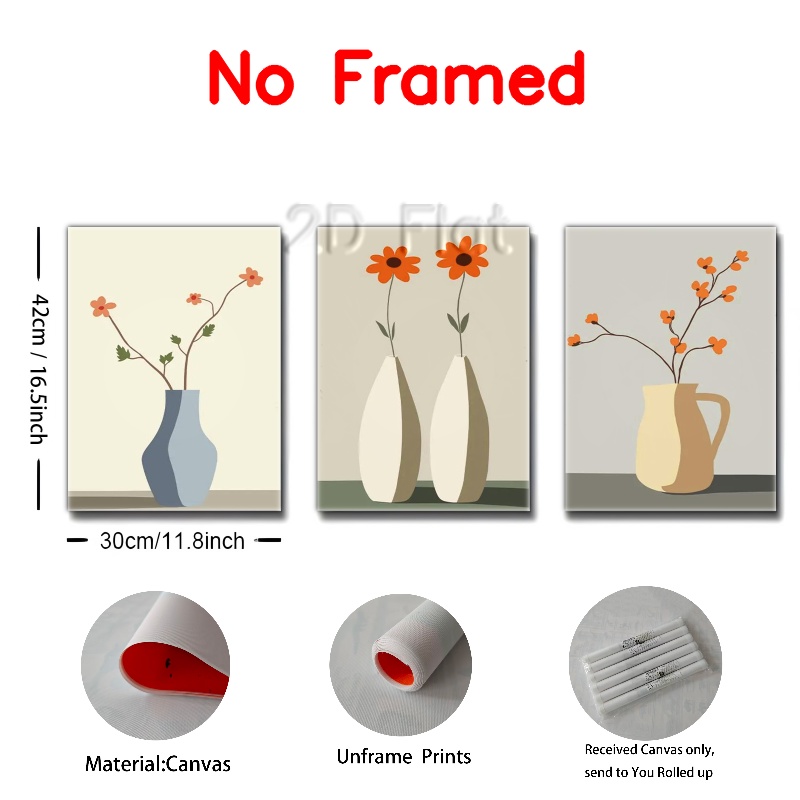 No Framed
2D Flat
42cm / 16.5inch
30cm/11.8inch
Material:Canvas
Unframe Prints
Received Canvas only,
send to You Rolled up